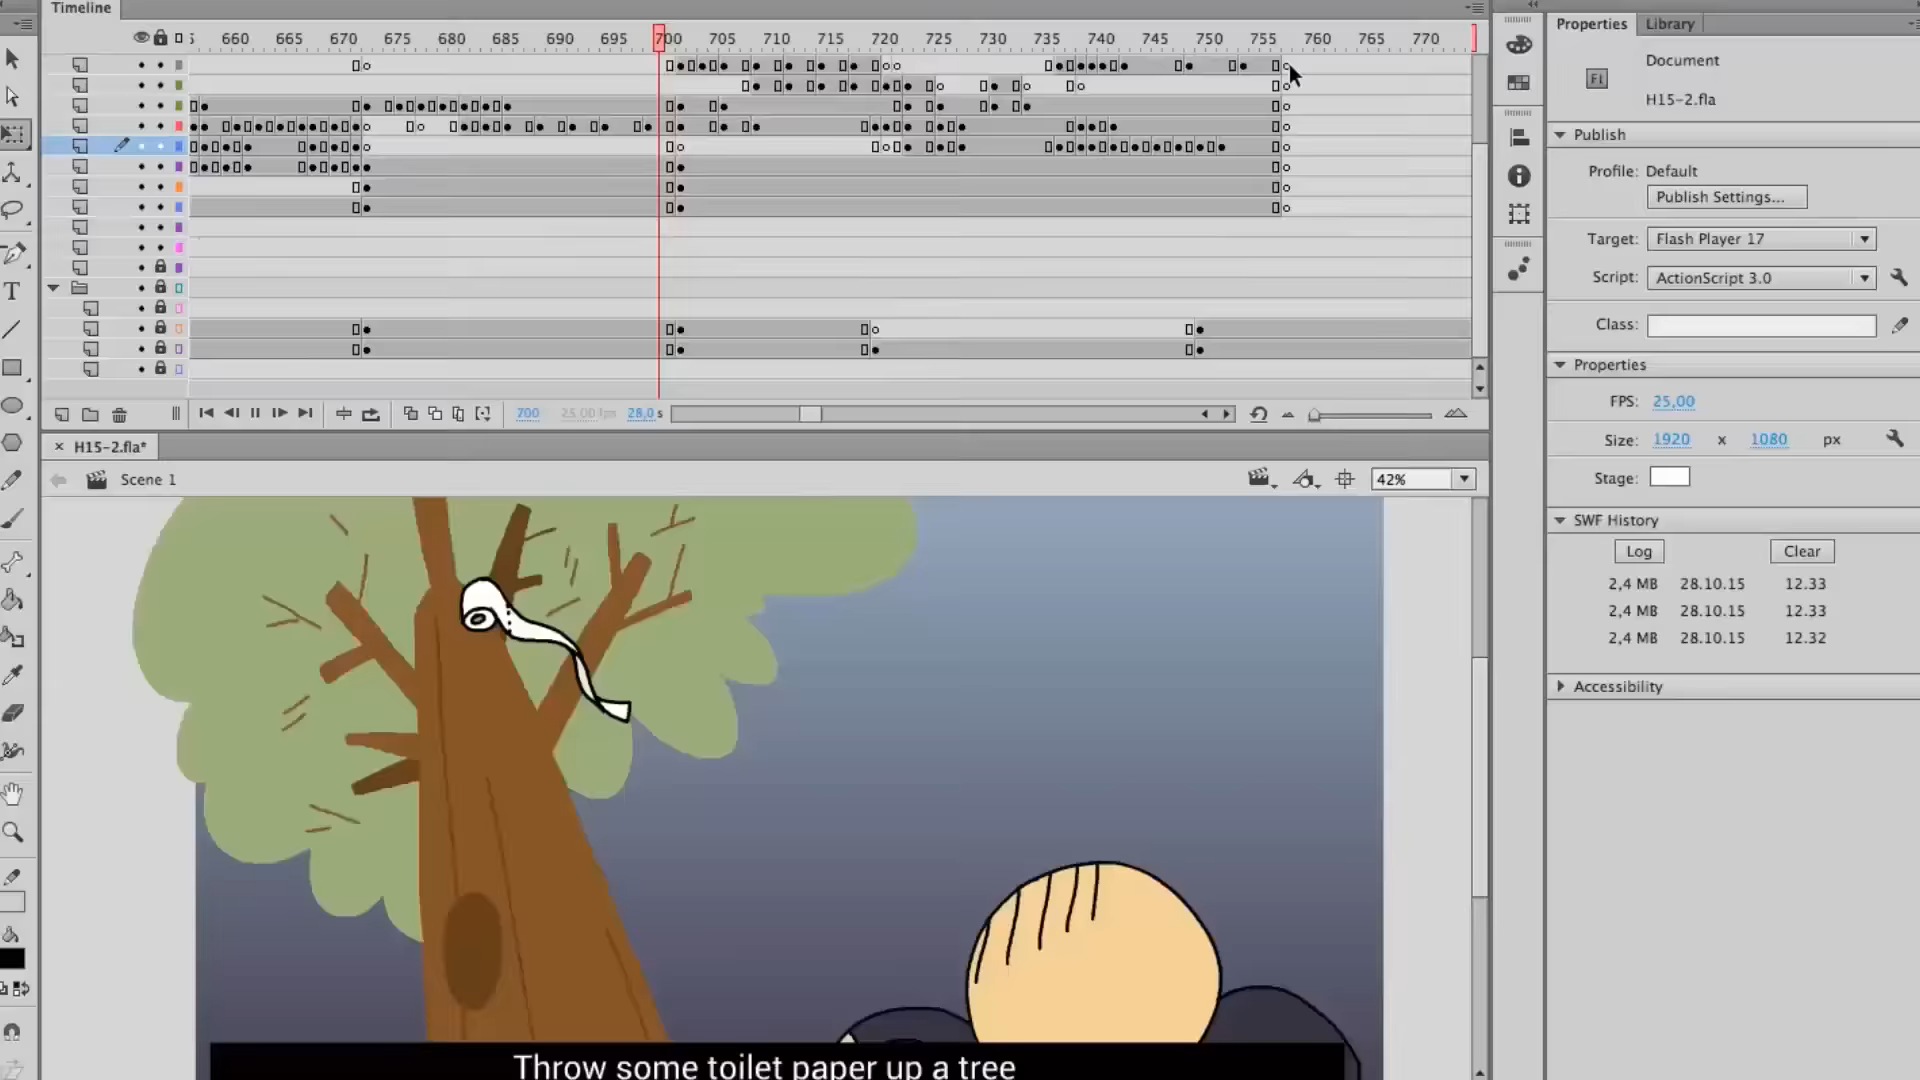 Timeline
Properties
Library
5 660 665 670 675 680 685 690 695 700 705 710 715 720 725 730 735 740 745 750 755 760 765 770
Document
Fl
H15-2.fla
Publish
Profile: Default
Publish Settings...
Target: Flash Player 17
Script: ActionScript 3.0
Class:
Properties
FPS: 25,00
Size: 1920 x 1080 px
Stage:
SWF History
Log
Clear
2,4 MB 28.10.15 12.33
2,4 MB 28.10.15 12.33
2,4 MB 28.10.15 12.32
Accessibility
700 25.00 fps 28,0 s
H15-2.fla*
Scene 1
42%
T
Throw some toilet paper up a tree